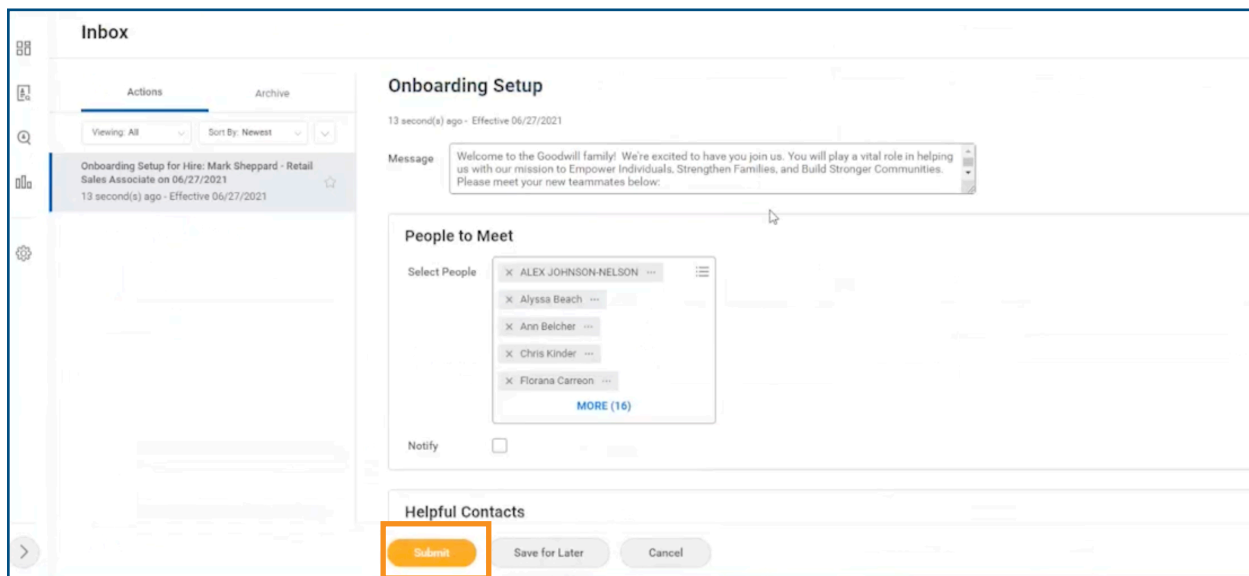 Inbox
Actions
Archive
Viewing: All
Sort By: Newest
Onboarding Setup for Hire: Mark Sheppard - Retail
Sales Associate on 06/27/2021
13 second(s) ago - Effective 06/27/2021
Onboarding Setup
13 second(s) ago - Effective 06/27/2021
Message
Welcome to the Goodwill family! We're excited to have you join us. You will play a vital role in helping
us with our mission to Empower Individuals, Strengthen Families, and Build Stronger Communities.
Please meet your new teammates below:
People to Meet
Select People
ALEX JOHNSON-NELSON
Alyssa Beach
Ann Belcher
Chris Kinder
Florana Carreon
MORE (16)
Notify
Helpful Contacts
Submit
Save for Later
Cancel